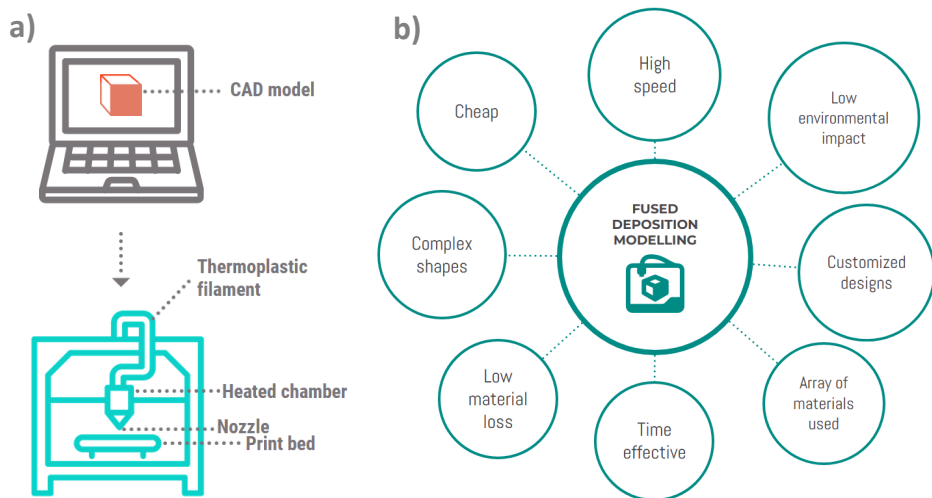 a)
CAD model
Thermoplastic
filament
Heated chamber
Nozzle
Print bed
b)
High
speed
Cheap
Low
environmental
impact
FUSED
DEPOSITION
MODELLING
Complex
shapes
Customized
designs
Low
material
loss
Time
effective
Array of
materials
used